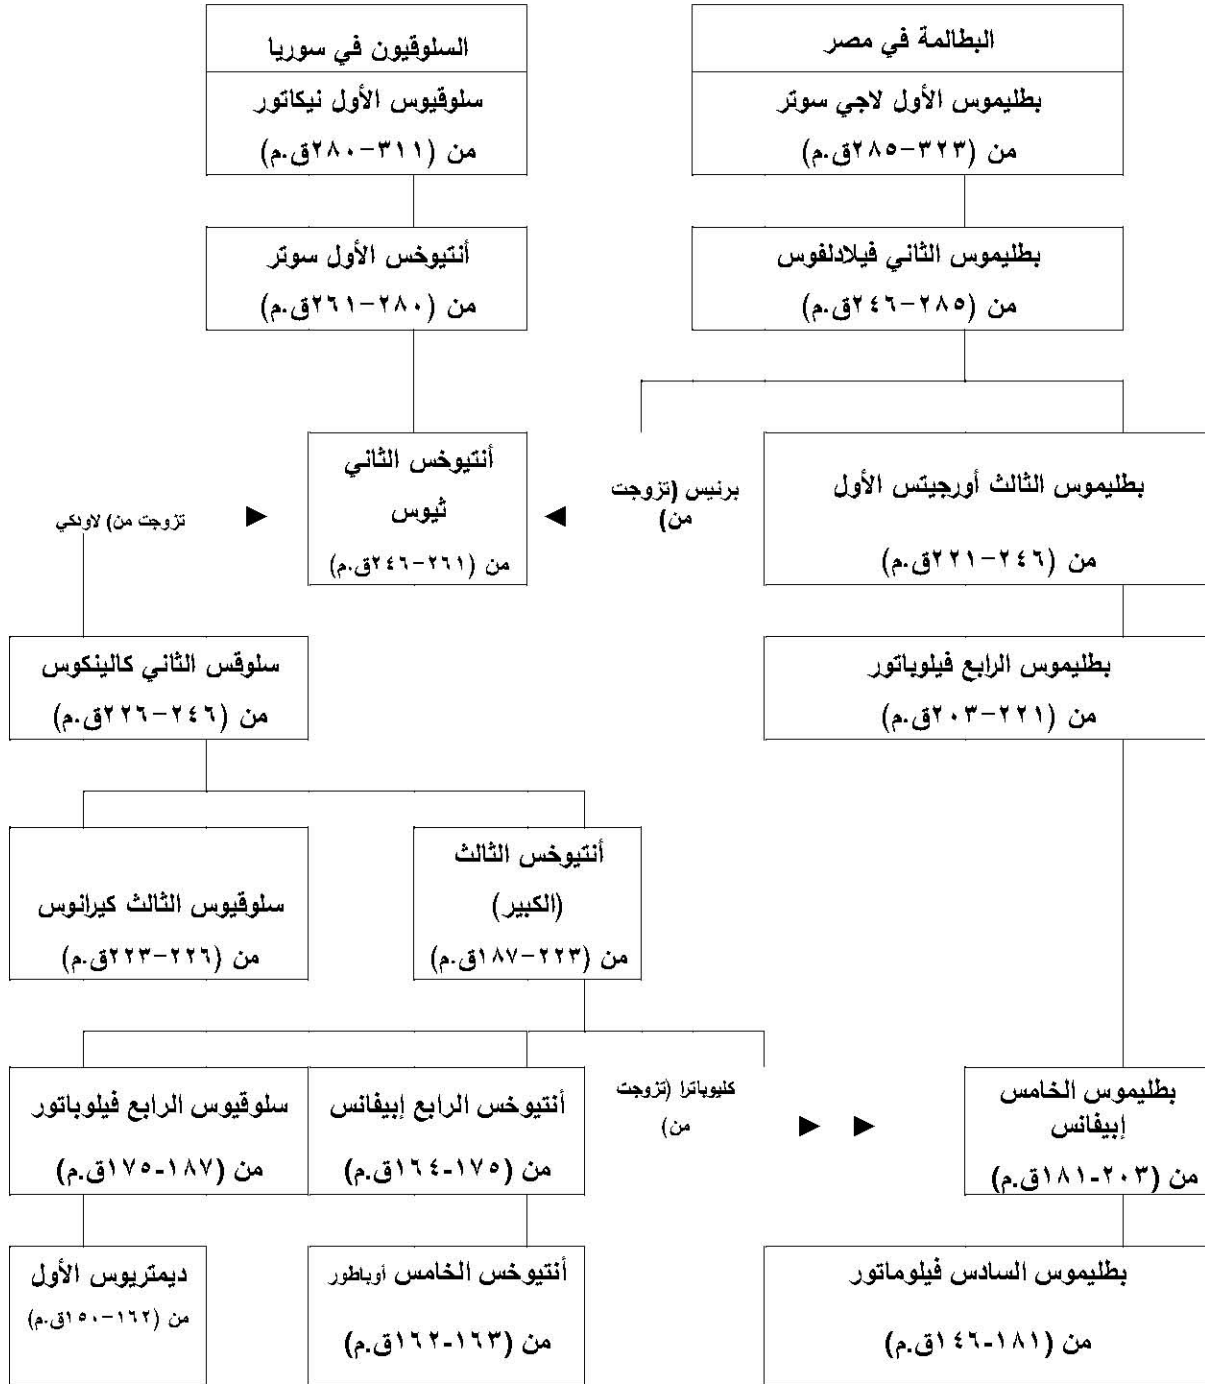 البطالمة في مصر
بطليموس الأول لاجي سوتر
من (٣٢٣-٢٨٥ق.م)
السلوقيون في سوريا
سلوقيوس الأول نيكاتور
من (٣١١-٢٨٠ق.م)
بطليموس الثاني فيلادلفوس
من (٢٨٥-٢٤٦ق.م)
أنتيوخس الأول سوتر
من (٢٨٠-٢٦١ق.م)
بطليموس الثالث أورجيتس الأول
من (٢٤٦-٢٢١ق.م)
برنيس (تزوجت
من)
أنتيوخس الثاني
ثيوس
من (٢٦١-٢٤٦ق.م)
تزوجت من) لاودكي
بطليموس الرابع فيلوباتور
من (٢٢١-٢٠٣ق.م)
سلوقس الثاني كالينكوس
من (٢٤٦-٢٢٦ق.م)
أنتيوخس الثالث
(الكبير)
من (٢٢٣-١٨٧ق.م)
سلوقيوس الثالث كيرانوس
من (٢٢٦-٢٢٣ق.م)
بطليموس الخامس
إبيفانس
من (٢٠٣-١٨١ق.م)
كليوباترا (تزوجت
من)
أنتيوخس الرابع إبيفانس
من (١٧٥-١٦٤ق.م)
سلوقيوس الرابع فيلوباتور
من (١٨٧-١٧٥ق.م)
بطليموس السادس فيلوماتور
من (١٨١-١٤٦ق.م)
أنتيوخس الخامس أوباطور
من (١٦٣-١٦٢ق.م)
ديمتريوس الأول
من (١٦٢-١٥٠ق.م)